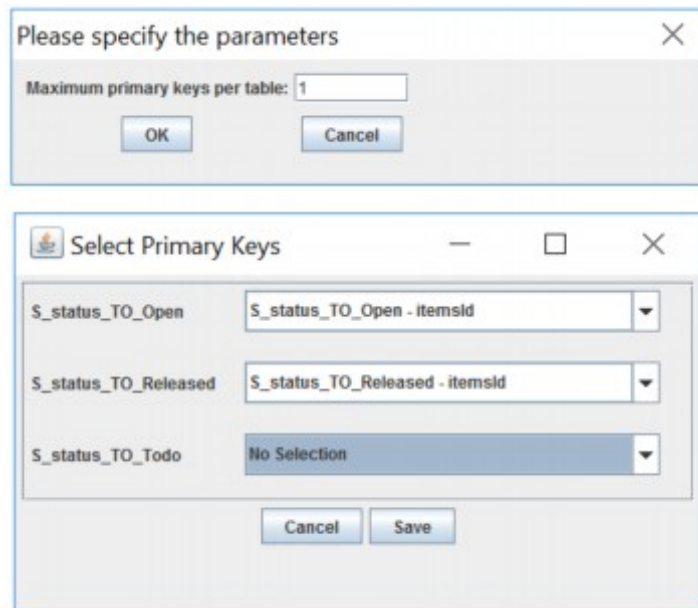 Please specify the parameters
Maximum primary keys per table: 1
OK Cancel
Select Primary Keys
S_status_TO_Open S_status_TO_Open - itemsId
S_status_TO_Released S_status_TO_Released - itemsId
S_status_TO_Todo No Selection
Cancel Save